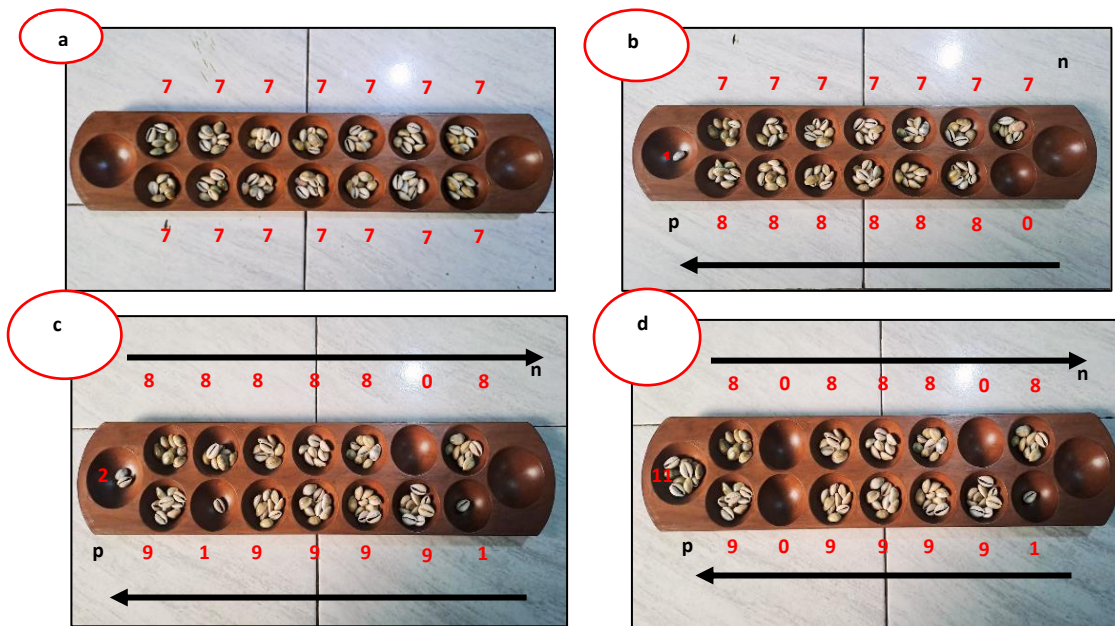 a
7 7 7 7 7 7 7
7 7 7 7 7 7 7
b
n
7 7 7 7 7 7 7
1
p 8 8 8 8 8 8 0
c
n
8 8 8 8 8 0 8
2
p 9 1 9 9 9 9 1
d
n
8 0 8 8 8 0 8
11
p 9 0 9 9 9 9 1